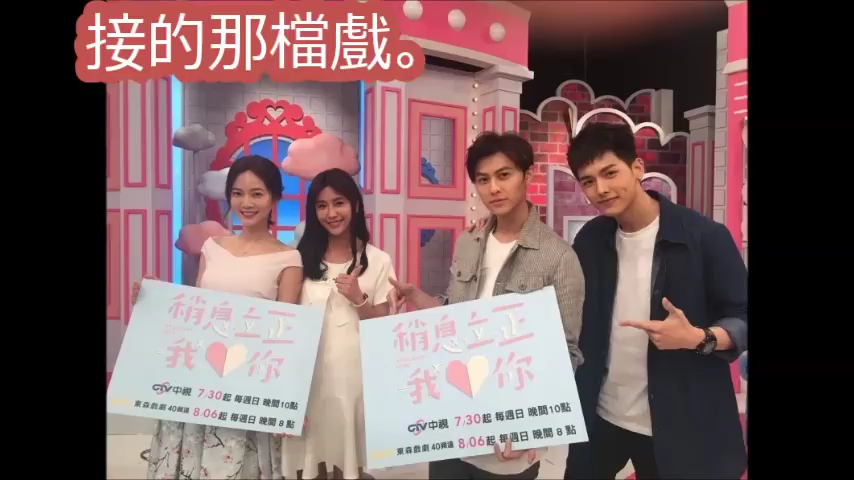 接的那檔戲。
稍息立正
我你
CTV中視 7/30起 每週日 晚間10點
東森戲劇 40頻道 8/06起 每週日 晚間 8 點
稍息立正
我你
CTV中視 7/30起 每週日 晚間10點
東森戲劇 40頻道 8/06起 每週日 晚間 8 點